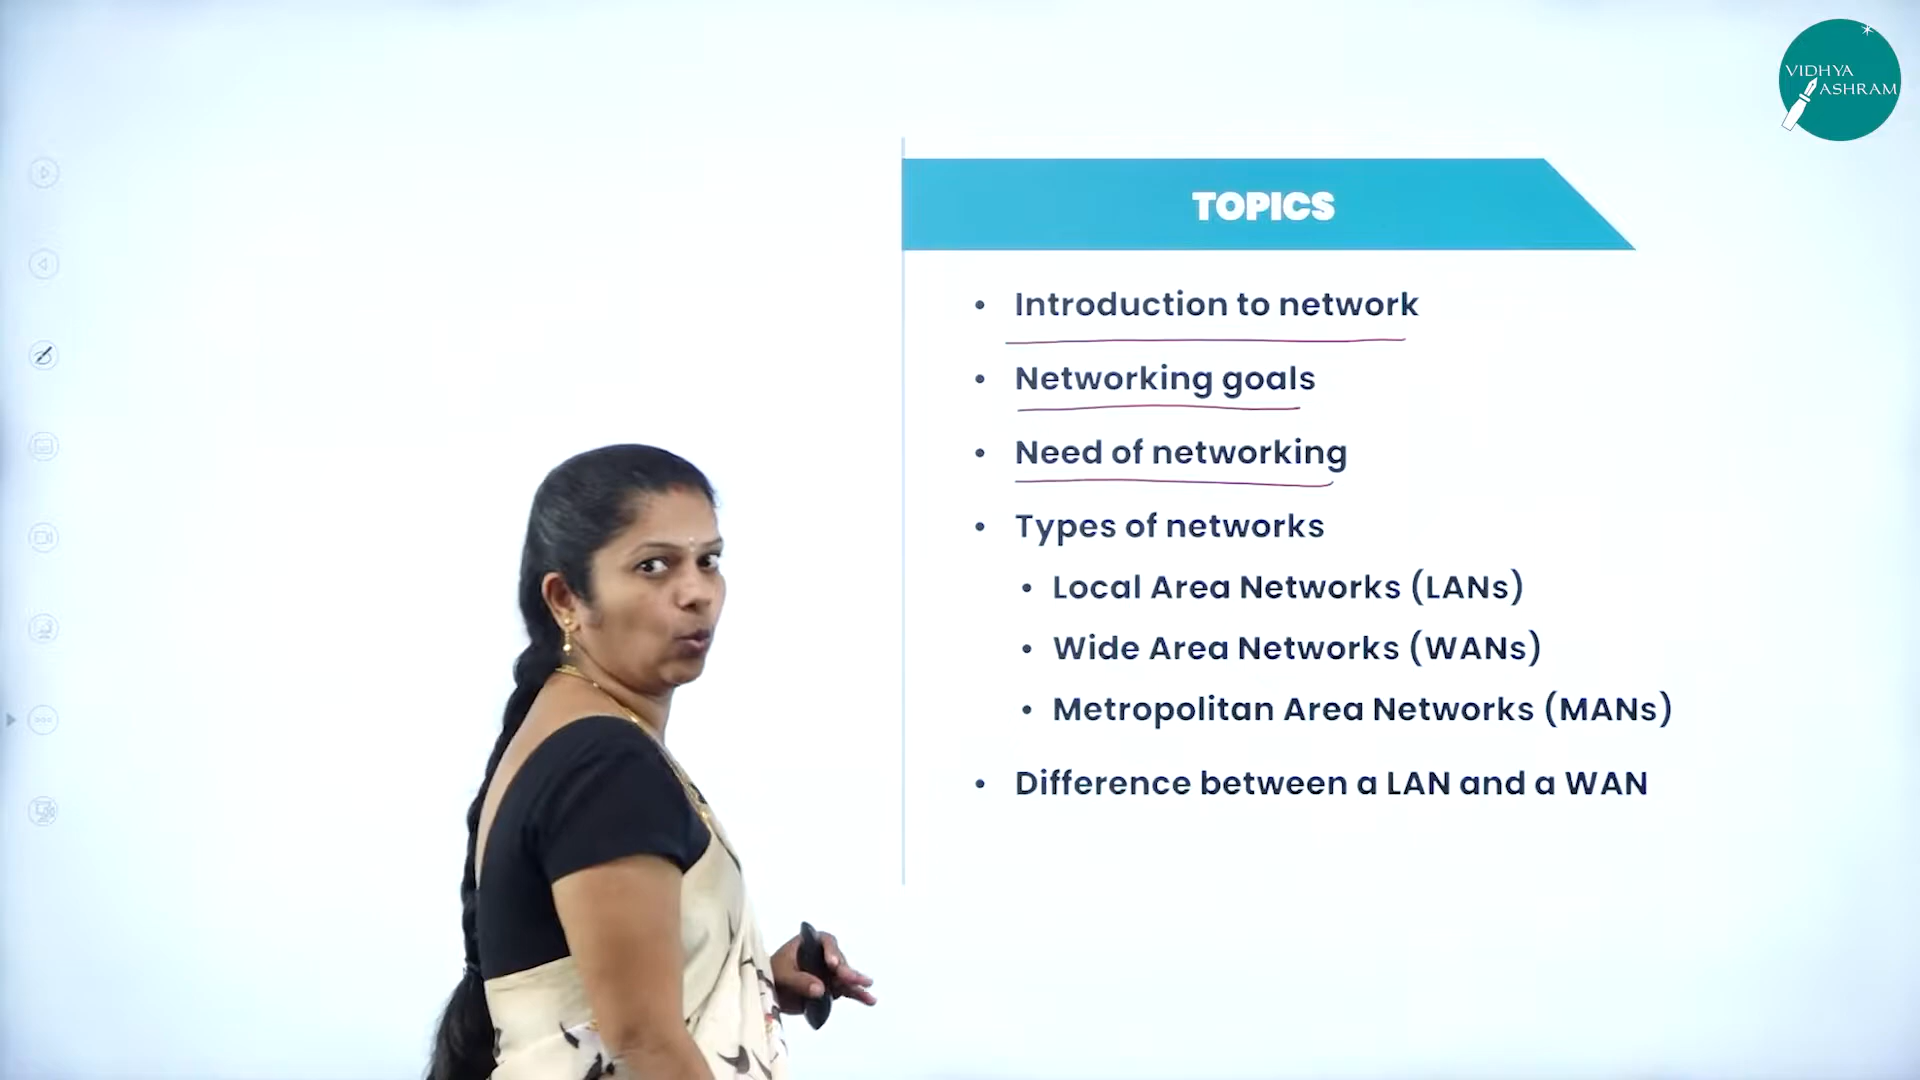 VIDHYA
ASHRAM
TOPICS
• Introduction to network
• Networking goals
• Need of networking
• Types of networks
• Local Area Networks (LANs)
• Wide Area Networks (WANs)
• Metropolitan Area Networks (MANs)
• Difference between a LAN and a WAN